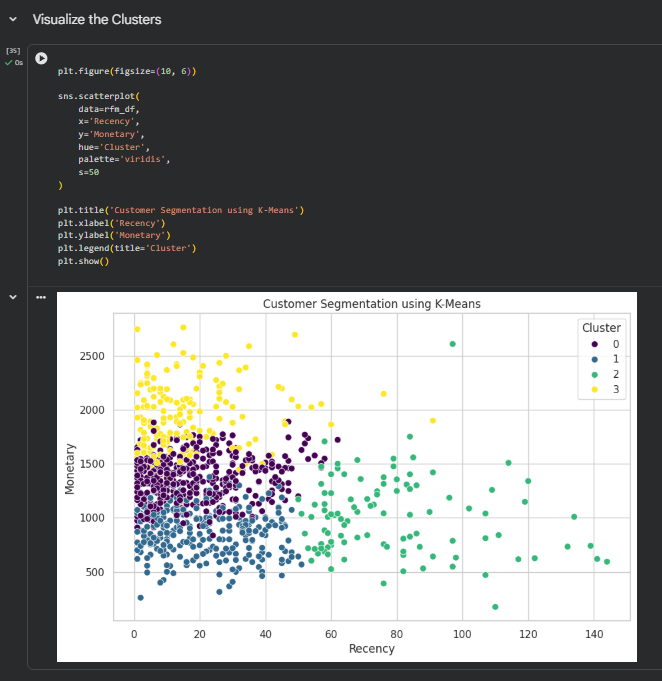 Visualize the Clusters
[35]
0s
plt.figure(figsize=(10, 6))
sns.scatterplot(
data=rfm_df,
x='Recency',
y='Monetary',
hue='Cluster',
palette='viridis',
s=50
)
plt.title('Customer Segmentation using K-Means')
plt.xlabel('Recency')
plt.ylabel('Monetary')
plt.legend(title='Cluster')
plt.show()
Customer Segmentation using K-Means
Cluster
0
1
2
3
2500
2000
1500
1000
500
Monetary
0 20 40 60 80 100 120 140
Recency